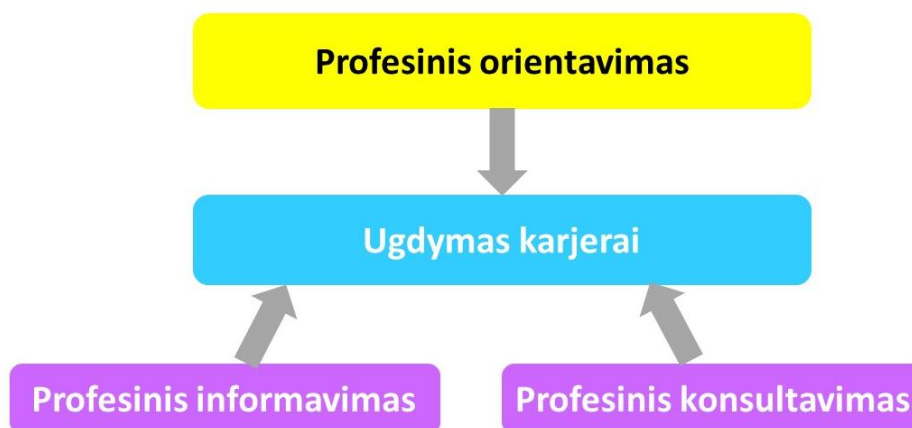 Profesinis orientavimas
Ugdymas karjerai
Profesinis informavimas
Profesinis konsultavimas